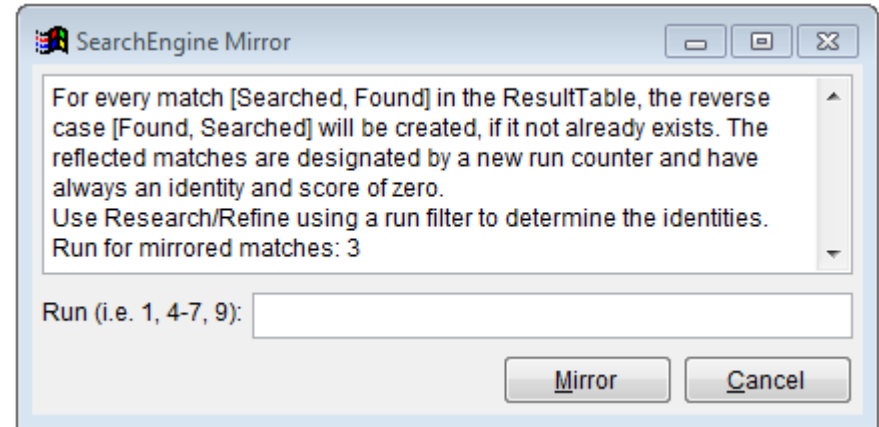 SearchEngine Mirror
For every match [Searched, Found] in the ResultTable, the reverse
case [Found, Searched] will be created, if it not already exists. The
reflected matches are designated by a new run counter and have
always an identity and score of zero.
Use Research/Refine using a run filter to determine the identities.
Run for mirrored matches: 3
Run (i.e. 1, 4-7, 9):
Mirror Cancel